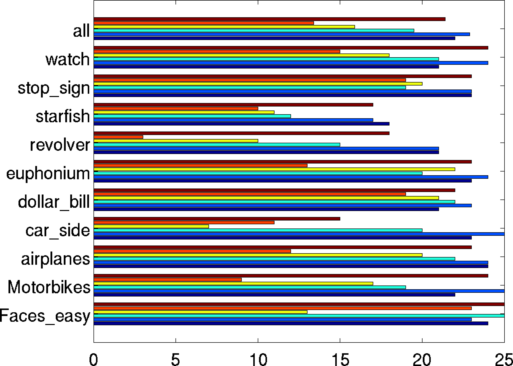 all
watch
stop_sign
starfish
revolver
euphonium
dollar_bill
car_side
airplanes
Motorbikes
Faces_easy
0 5 10 15 20 25